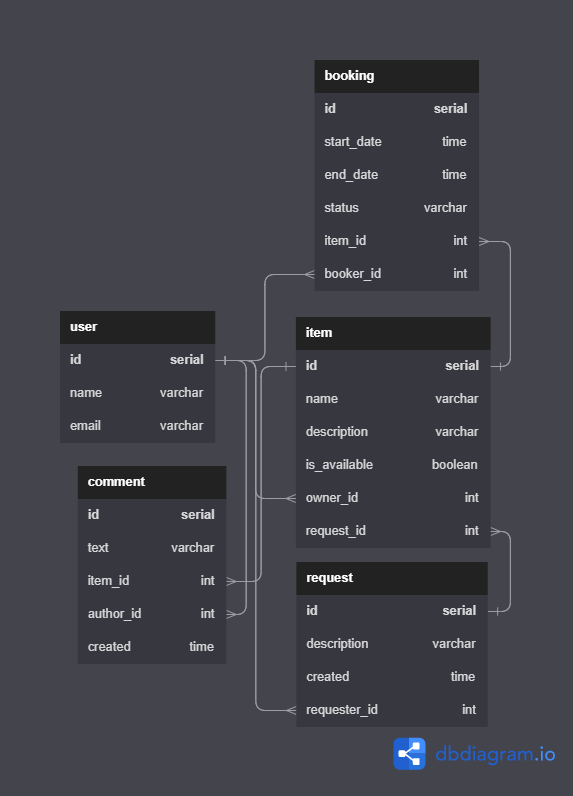 booking
id serial
start_date time
end_date time
status varchar
item_id int
booker_id int
user
id serial
name varchar
email varchar
item
id serial
name varchar
description varchar
is_available boolean
owner_id int
request_id int
comment
id serial
text varchar
item_id int
author_id int
created time
request
id serial
description varchar
created time
requester_id int
dbdiagram.io